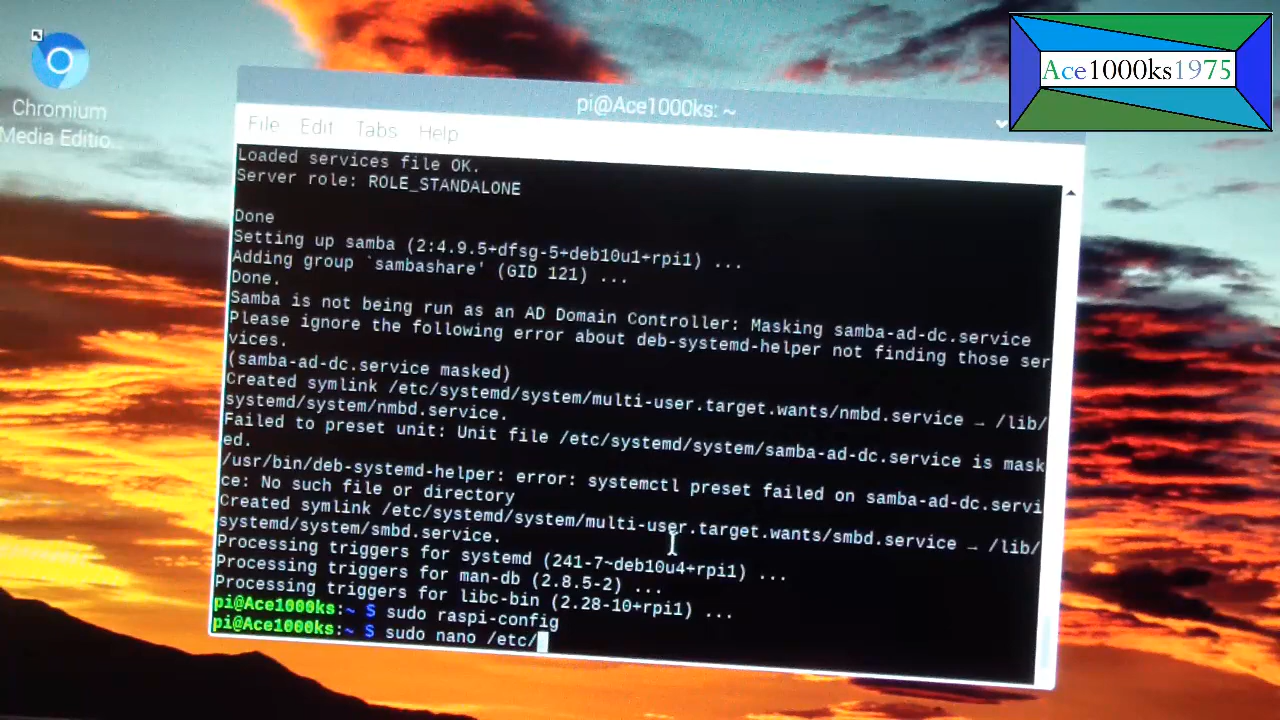 Ace1000ks1975
Chromium
Media Editio...
pi@Ace1000ks: ~
File Edit Tabs Help
Loaded services file OK.
Server role: ROLE_STANDALONE
Done
Setting up samba (2:4.9.5+dfsg-5+deb10u1+rpi1) ...
Adding group `sambashare' (GID 121) ...
Done.
Samba is not being run as an AD Domain Controller: Masking samba-ad-dc.service
Please ignore the following error about deb-systemd-helper not finding those ser
vices.
(samba-ad-dc.service masked)
Created symlink /etc/systemd/system/multi-user.target.wants/nmbd.service → /lib/
systemd/system/nmbd.service.
Failed to preset unit: Unit file /etc/systemd/system/samba-ad-dc.service is mask
ed.
/usr/bin/deb-systemd-helper: error: systemctl preset failed on samba-ad-dc.servi
ce: No such file or directory
Created symlink /etc/systemd/system/multi-user.target.wants/smbd.service → /lib/
systemd/system/smbd.service.
Processing triggers for systemd (241-7~deb10u4+rpi1) ...
Processing triggers for man-db (2.8.5-2) ...
Processing triggers for libc-bin (2.28-10+rpi1) ...
pi@Ace1000ks:~ $ sudo raspi-config
pi@Ace1000ks:~ $ sudo nano /etc/